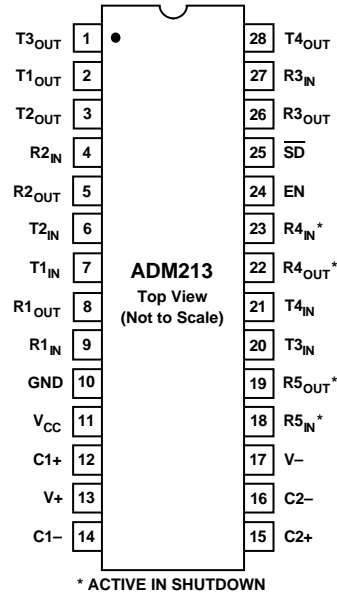 T3OUT 1 28 T4OUT
T1OUT 2 27 R3IN
T2OUT 3 26 R3OUT
R2IN 4 25 S̅D̅
R2OUT 5 24 EN
T2IN 6 23 R4IN*
T1IN 7 22 R4OUT*
ADM213
Top View
(Not to Scale)
R1OUT 8 21 T4IN
R1IN 9 20 T3IN
GND 10 19 R5OUT*
VCC 11 18 R5IN*
C1+ 12 17 V–
V+ 13 16 C2–
C1– 14 15 C2+
* ACTIVE IN SHUTDOWN